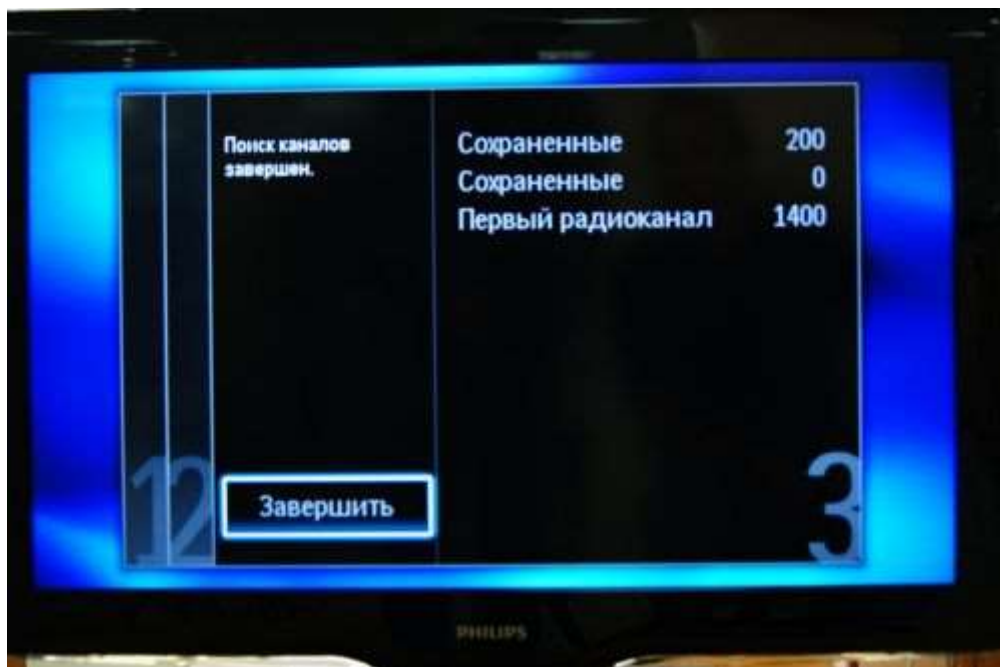 Поиск каналов
завершен.
Сохраненные 200
Сохраненные 0
Первый радиоканал 1400
12
Завершить
3
PHILIPS